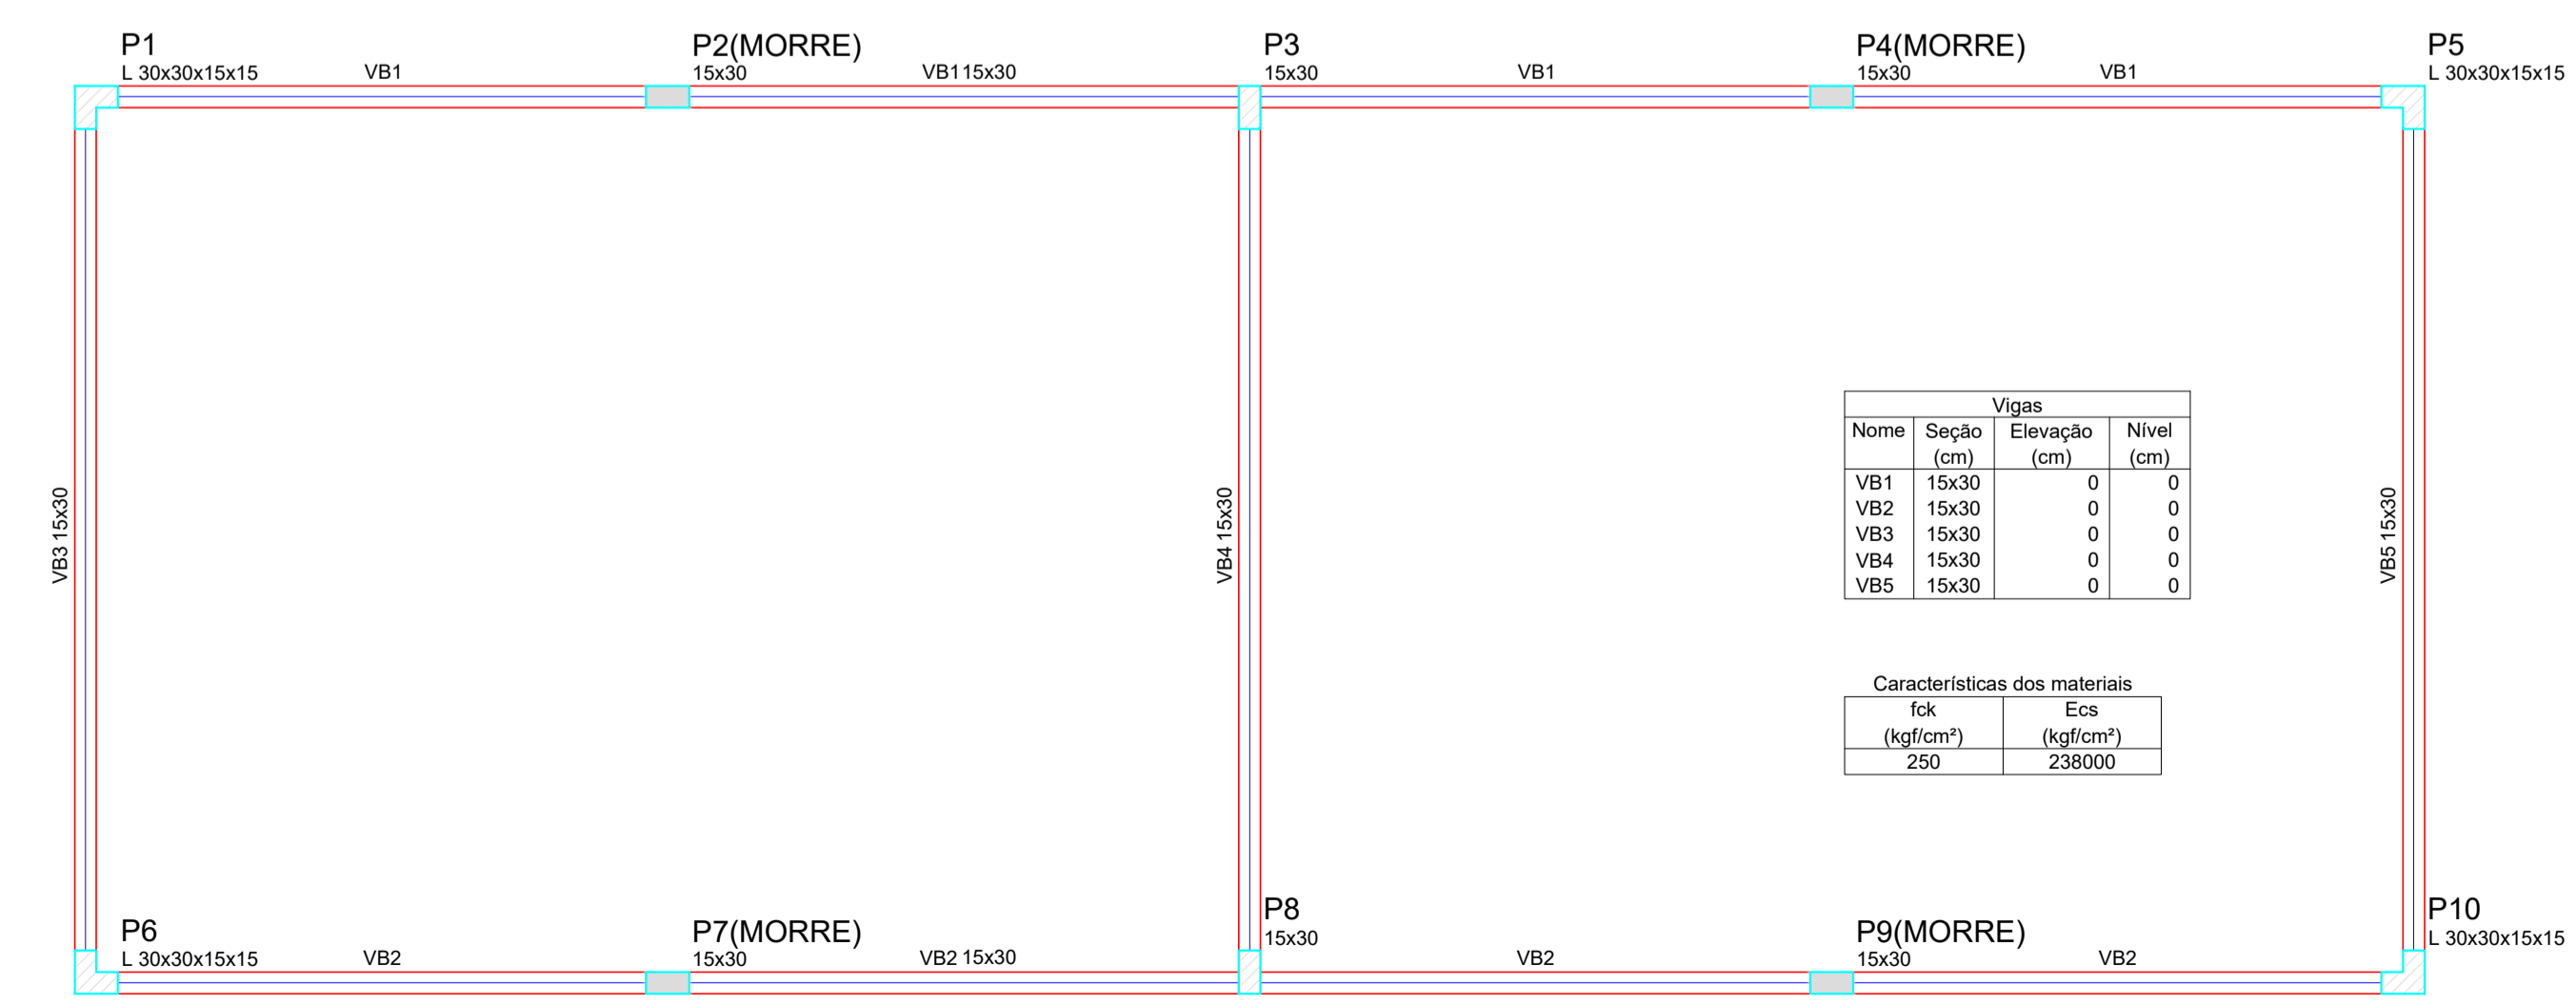 P1
L 30x30x15x15
VB1
P2(MORRE)
15x30
VB115x30
P3
15x30
VB1
P4(MORRE)
15x30
VB1
P5
L 30x30x15x15
VB3 15x30
VB4 15x30
VB5 15x30
Vigas
Nome Seção Elevação Nível
(cm) (cm) (cm)
VB1 15x30 0 0
VB2 15x30 0 0
VB3 15x30 0 0
VB4 15x30 0 0
VB5 15x30 0 0
Características dos materiais
fck Ecs
(kgf/cm²) (kgf/cm²)
250 238000
P6
L 30x30x15x15
VB2
P7(MORRE)
15x30
VB2 15x30
P8
15x30
VB2
P9(MORRE)
15x30
VB2
P10
L 30x30x15x15